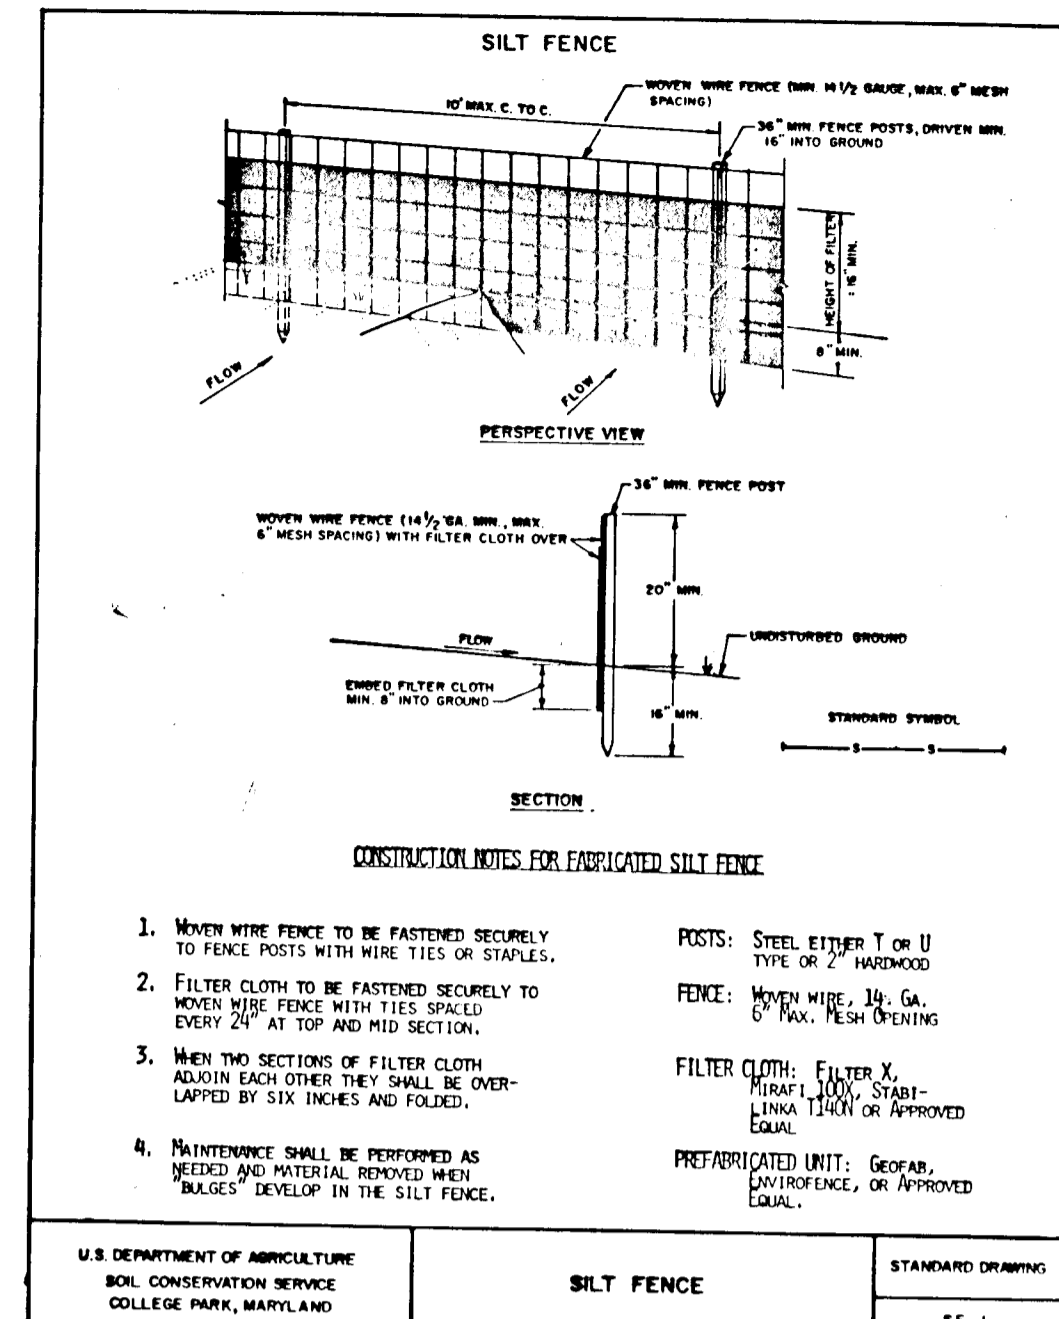 SILT FENCE
WOVEN WIRE FENCE (MIN. 14 1/2 GAUGE, MAX. 6" MESH
SPACING)
10' MAX. C. TO C.
36" MIN. FENCE POSTS, DRIVEN MIN.
16" INTO GROUND
HEIGHT OF FILTER
= 16" MIN.
8" MIN.
FLOW
FLOW
PERSPECTIVE VIEW
36" MIN. FENCE POST
WOVEN WIRE FENCE (14 1/2 GA. MIN., MAX.
6" MESH SPACING) WITH FILTER CLOTH OVER
20" MIN.
FLOW
UNDISTURBED GROUND
EMBED FILTER CLOTH
MIN. 8" INTO GROUND
16" MIN.
STANDARD SYMBOL
S S
SECTION
CONSTRUCTION NOTES FOR FABRICATED SILT FENCE
1. WOVEN WIRE FENCE TO BE FASTENED SECURELY
TO FENCE POSTS WITH WIRE TIES OR STAPLES.
2. FILTER CLOTH TO BE FASTENED SECURELY TO
WOVEN WIRE FENCE WITH TIES SPACED
EVERY 24" AT TOP AND MID SECTION.
3. WHEN TWO SECTIONS OF FILTER CLOTH
ADJOIN EACH OTHER THEY SHALL BE OVER-
LAPPED BY SIX INCHES AND FOLDED.
4. MAINTENANCE SHALL BE PERFORMED AS
NEEDED AND MATERIAL REMOVED WHEN
"BULGES" DEVELOP IN THE SILT FENCE.
POSTS: STEEL EITHER T OR U
TYPE OR 2" HARDWOOD
FENCE: WOVEN WIRE, 14. GA.
6" MAX. MESH OPENING
FILTER CLOTH: FILTER X,
MIRAFI 100X, STABI-
LINKA T140N OR APPROVED
EQUAL
PREFABRICATED UNIT: GEOFAB,
ENVIROFENCE, OR APPROVED
EQUAL.
U.S. DEPARTMENT OF AGRICULTURE
SOIL CONSERVATION SERVICE
COLLEGE PARK, MARYLAND
SILT FENCE
STANDARD DRAWING